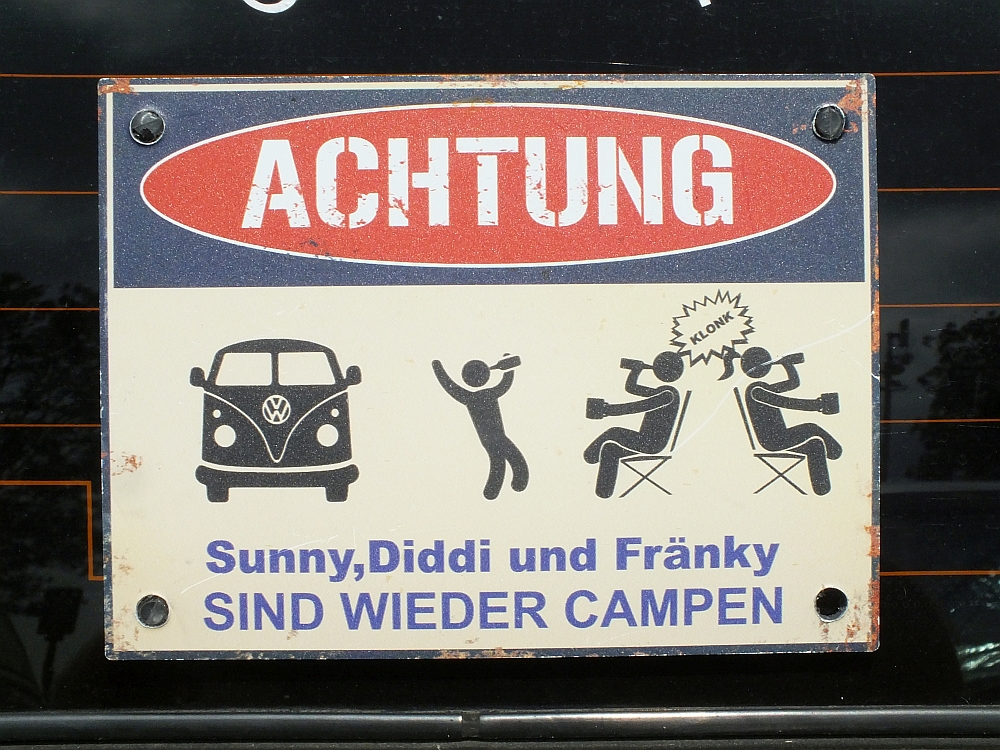 ACHTUNG
KLONK
Sunny,Diddi und Fränky
SIND WIEDER CAMPEN